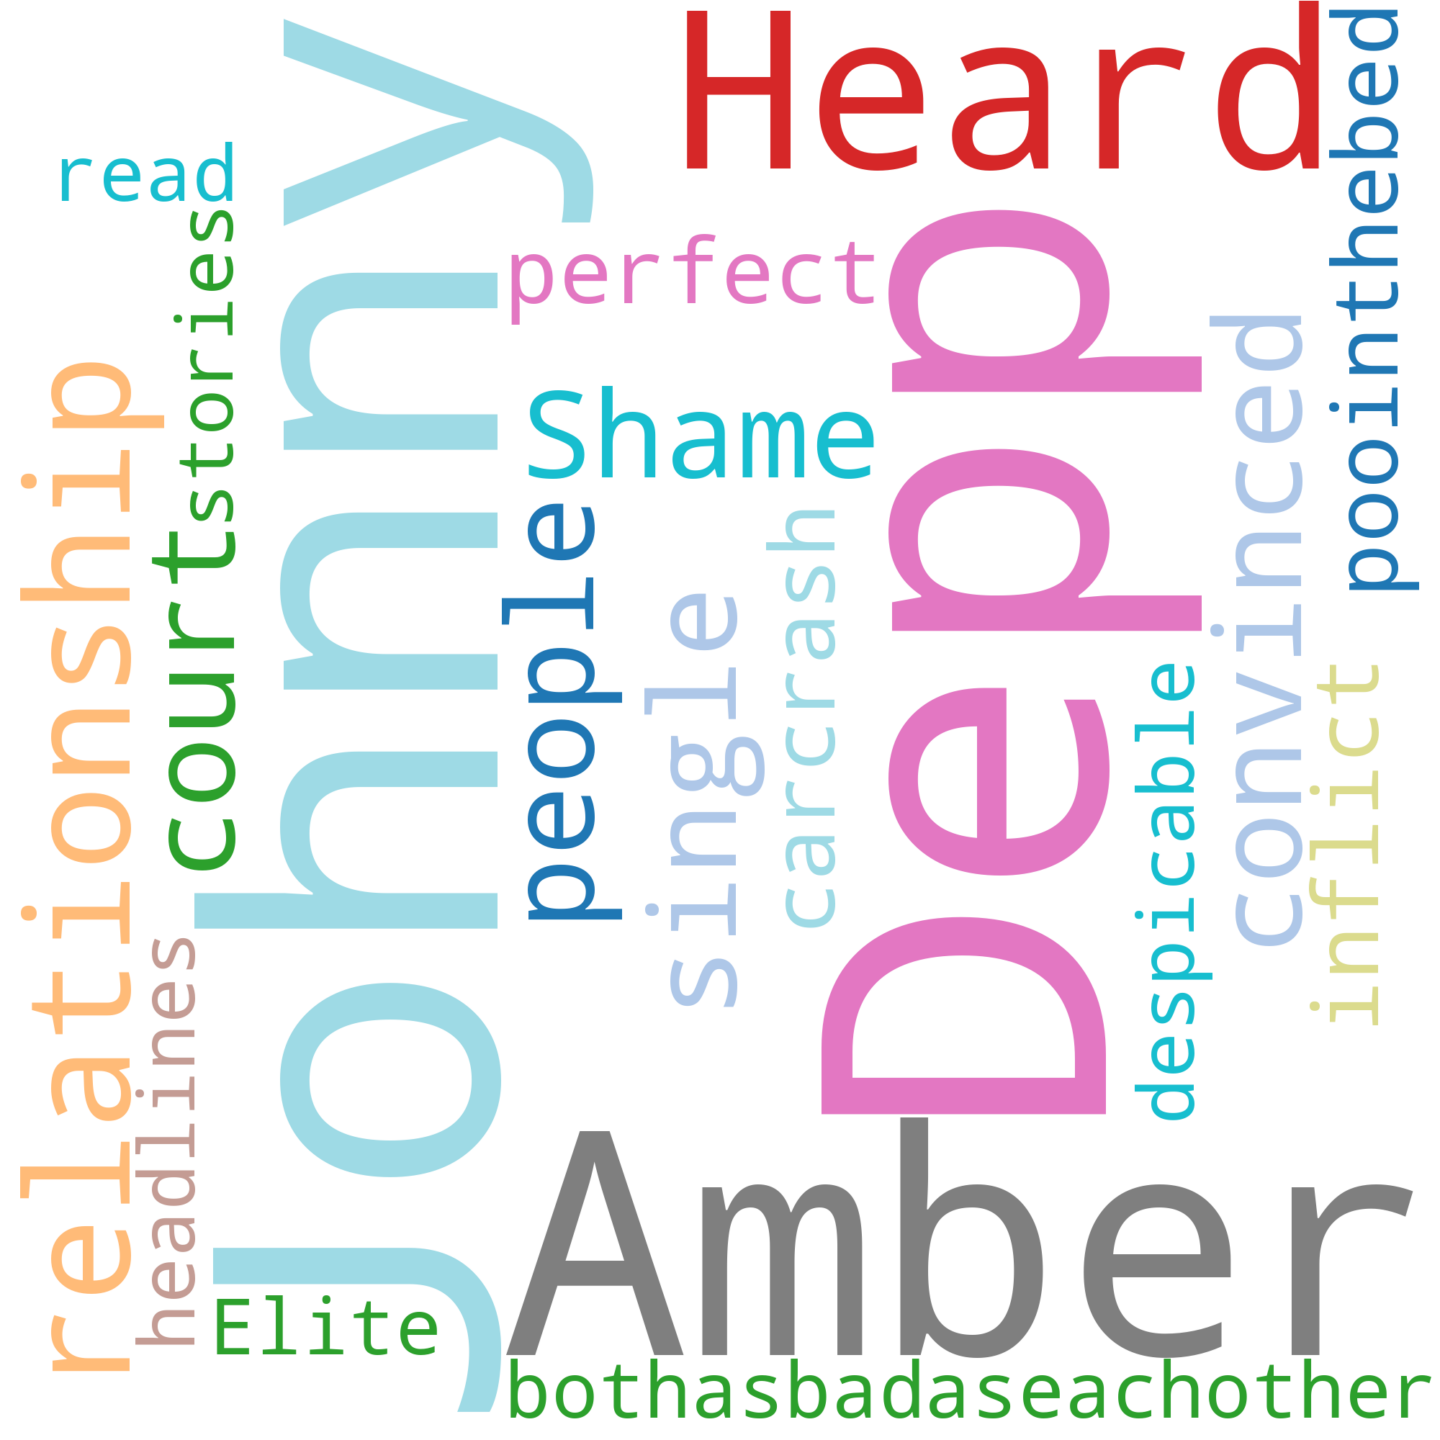 Heard
pointhebed
read
Johnny
stories
perfect
Depp
convinced
relationship
Shame
people
carcrash
court
single
despicable
inflict
headlines
Amber
Elite
bothasbadaseachother